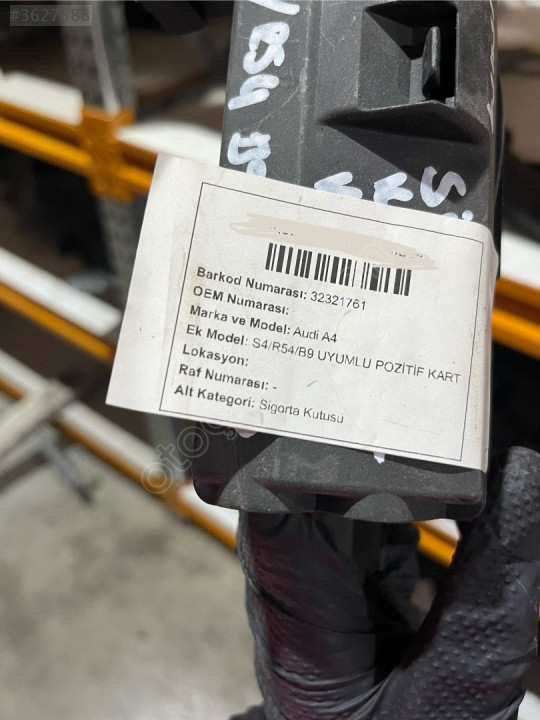 #3627588
Barkod Numarası: 32321761
OEM Numarası:
Marka ve Model: Audi A4
Ek Model: S4/R54/B9 UYUMLU POZİTİF KART
Lokasyon:
Raf Numarası: -
Alt Kategori: Sigorta Kutusu